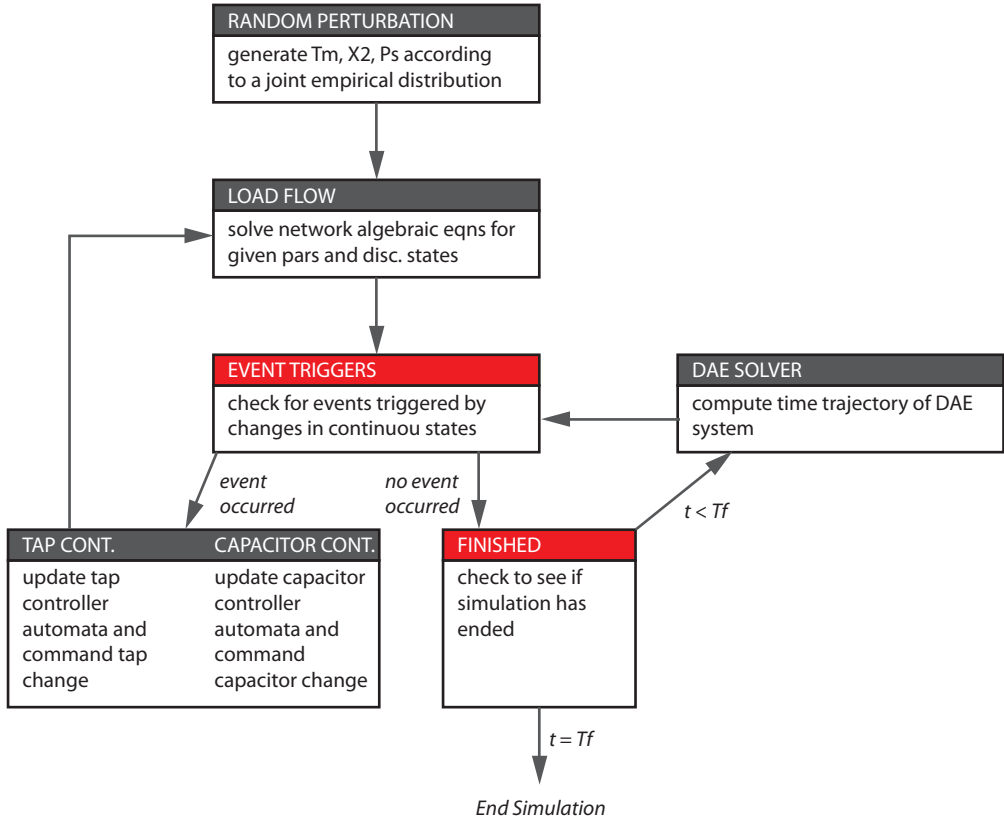 RANDOM PERTURBATION
generate Tm, X2, Ps according
to a joint empirical distribution
LOAD FLOW
solve network algebraic eqns for
given pars and disc. states
EVENT TRIGGERS
check for events triggered by
changes in continuou states
DAE SOLVER
compute time trajectory of DAE
system
event
occurred
no event
occurred
t < Tf
TAP CONT.
update tap
controller
automata and
command tap
change
CAPACITOR CONT.
update capacitor
controller
automata and
command
capacitor change
FINISHED
check to see if
simulation has
ended
t = Tf
End Simulation